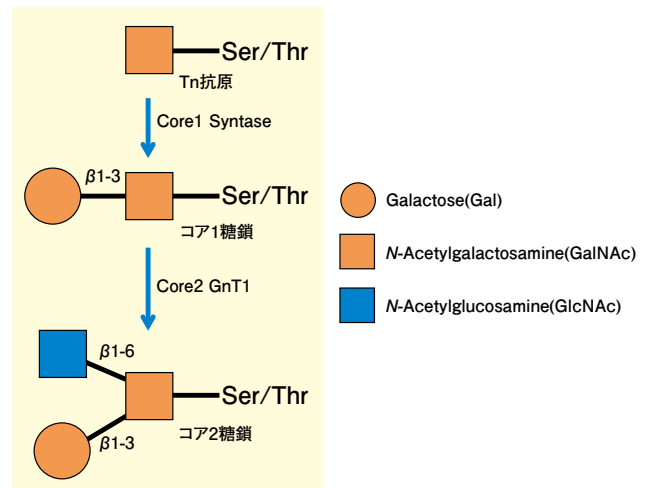 Ser/Thr
Tn抗原
Core1 Syntase
β1-3
Ser/Thr
コア1糖鎖
Core2 GnT1
β1-6
Ser/Thr
β1-3
コア2糖鎖
Galactose(Gal)
N-Acetylgalactosamine(GalNAc)
N-Acetylglucosamine(GlcNAc)